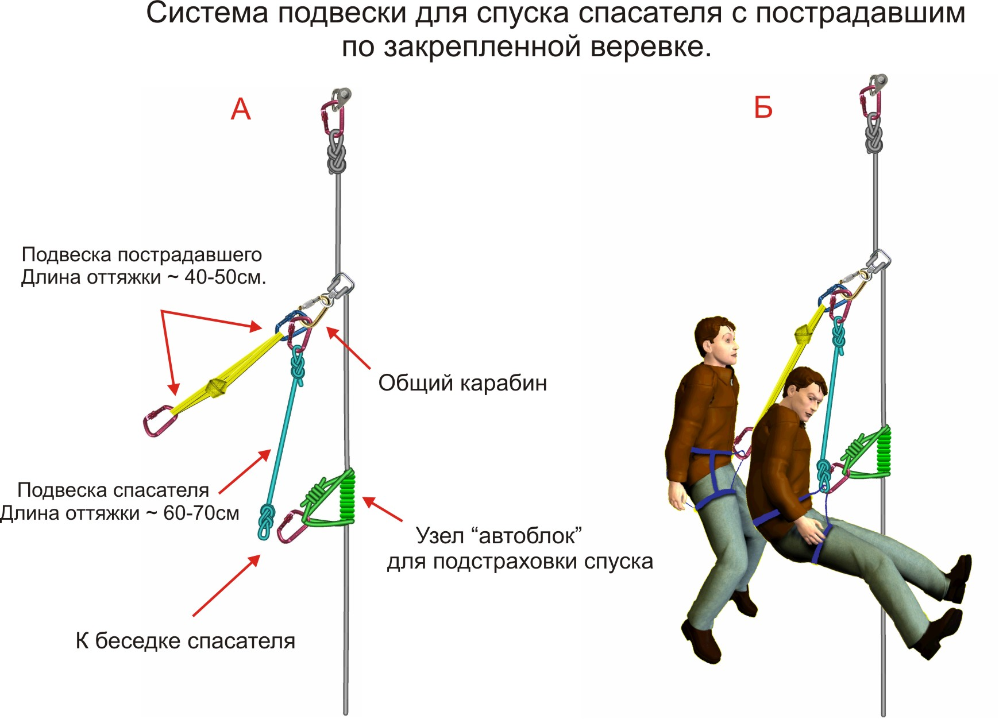 Система подвески для спуска спасателя с пострадавшим
по закрепленной веревке.
А
Б
Подвеска пострадавшего
Длина оттяжки ~ 40-50см.
Общий карабин
Подвеска спасателя
Длина оттяжки ~ 60-70см
Узел “автоблок”
для подстраховки спуска
К беседке спасателя